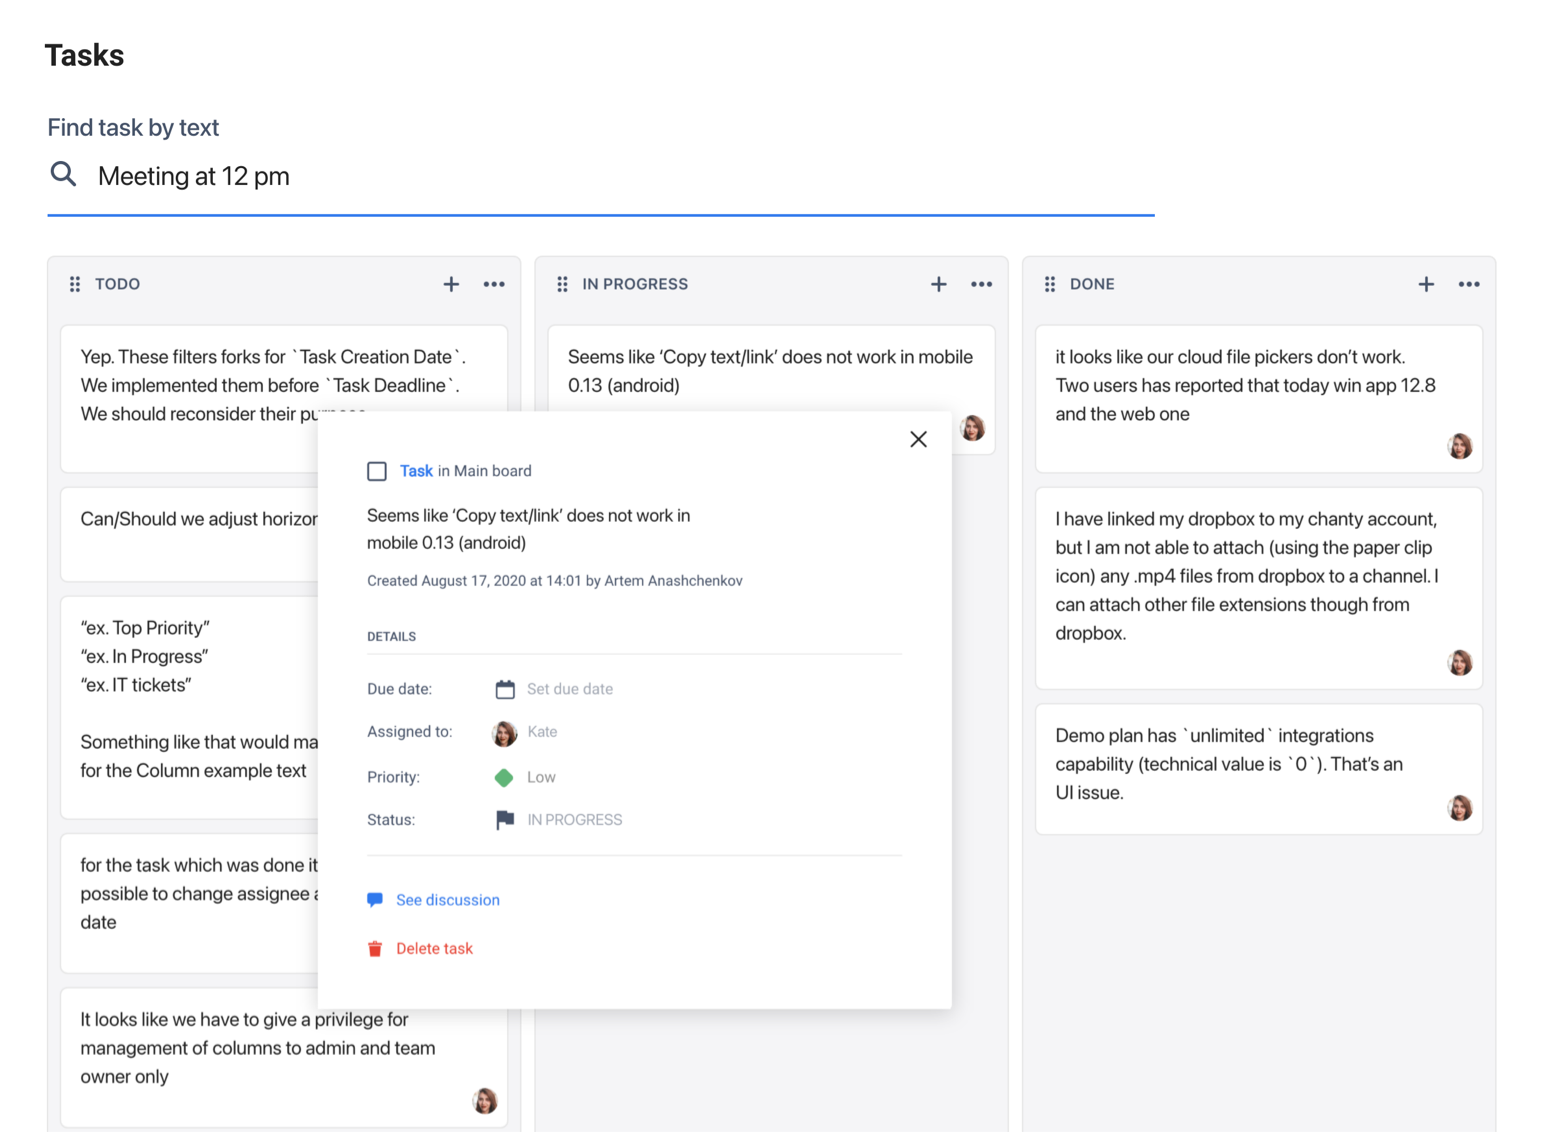 Tasks
Find task by text
Meeting at 12 pm
TODO
Yep. These filters forks for `Task Creation Date`.
We implemented them before `Task Deadline`.
We should reconsider their
Can/Should we adjust
“ex. Top Priority”
“ex. In Progress”
“ex. IT tickets”
Something like that would
for the Column example text
for the task which was done it
possible to change assignee
date
It looks like we have to give a privilege for
management of columns to admin and team
owner only
IN PROGRESS
Seems like ‘Copy text/link’ does not work in mobile
0.13 (android)
Task in Main board
Seems like ‘Copy text/link’ does not work in
mobile 0.13 (android)
Created August 17, 2020 at 14:01 by Artem Anashchenkov
DETAILS
Due date: Set due date
Assigned to: Kate
Priority: Low
Status: IN PROGRESS
See discussion
Delete task
DONE
it looks like our cloud file pickers don’t work.
Two users has reported that today win app 12.8
and the web one
I have linked my dropbox to my chanty account,
but I am not able to attach (using the paper clip
icon) any .mp4 files from dropbox to a channel. I
can attach other file extensions though from
dropbox.
Demo plan has `unlimited` integrations
capability (technical value is `0`). That’s an
UI issue.